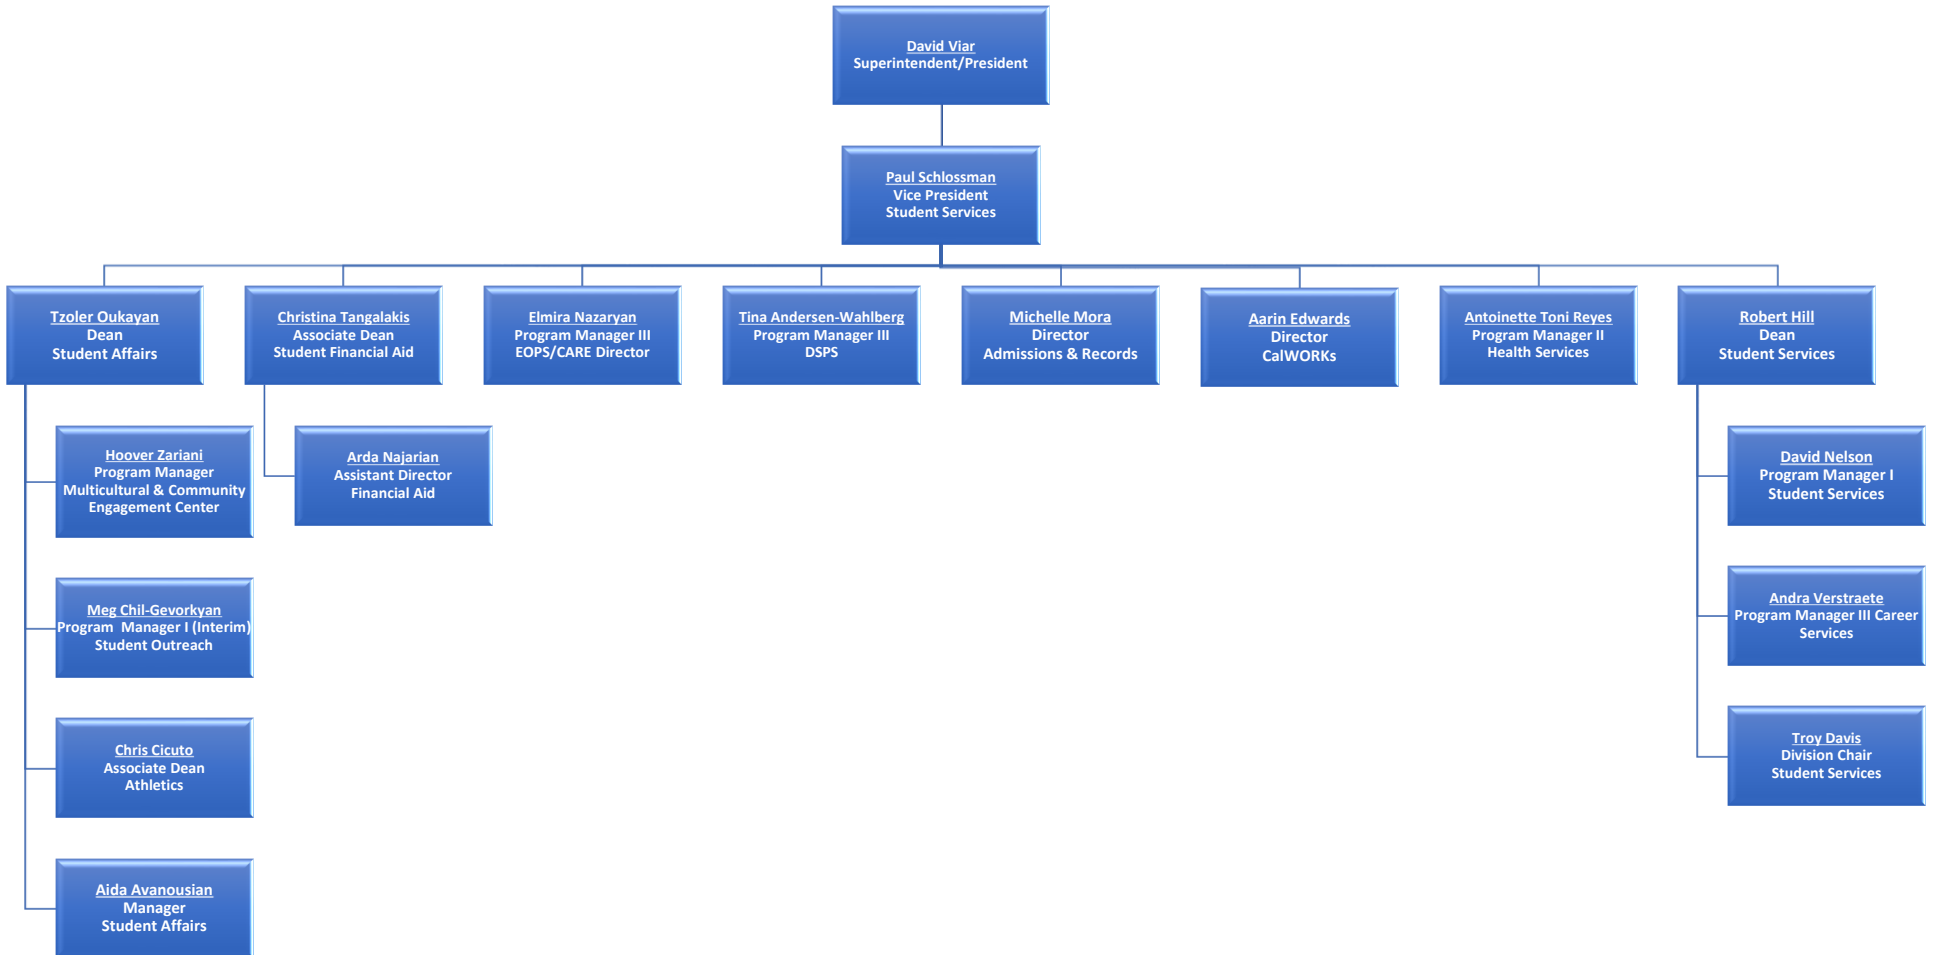 David Viar
Superintendent/President
Paul Schlossman
Vice President
Student Services
Tzoler Oukayan
Dean
Student Affairs
Christina Tangalakis
Associate Dean
Student Financial Aid
Elmira Nazaryan
Program Manager III
EOPS/CARE Director
Tina Andersen-Wahlberg
Program Manager III
DSPS
Michelle Mora
Director
Admissions & Records
Aarin Edwards
Director
CalWORKs
Antoinette Toni Reyes
Program Manager II
Health Services
Robert Hill
Dean
Student Services
Hoover Zariani
Program Manager
Multicultural & Community
Engagement Center
Arda Najarian
Assistant Director
Financial Aid
David Nelson
Program Manager I
Student Services
Meg Chil-Gevorkyan
Program Manager I (Interim)
Student Outreach
Andra Verstraete
Program Manager III Career
Services
Chris Cicuto
Associate Dean
Athletics
Troy Davis
Division Chair
Student Services
Aida Avanousian
Manager
Student Affairs